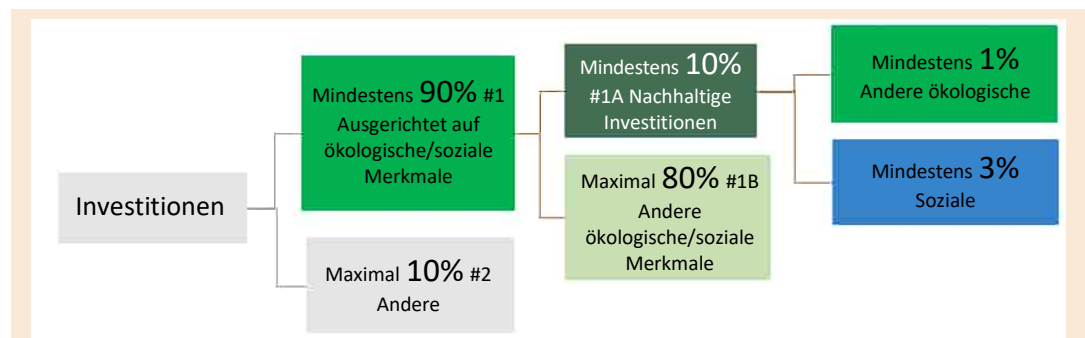 Investitionen
Mindestens 90% #1
Ausgerichtet auf
ökologische/soziale
Merkmale
Maximal 10% #2
Andere
Mindestens 10%
#1A Nachhaltige
Investitionen
Maximal 80% #1B
Andere
ökologische/soziale
Merkmale
Mindestens 1%
Andere ökologische
Mindestens 3%
Soziale